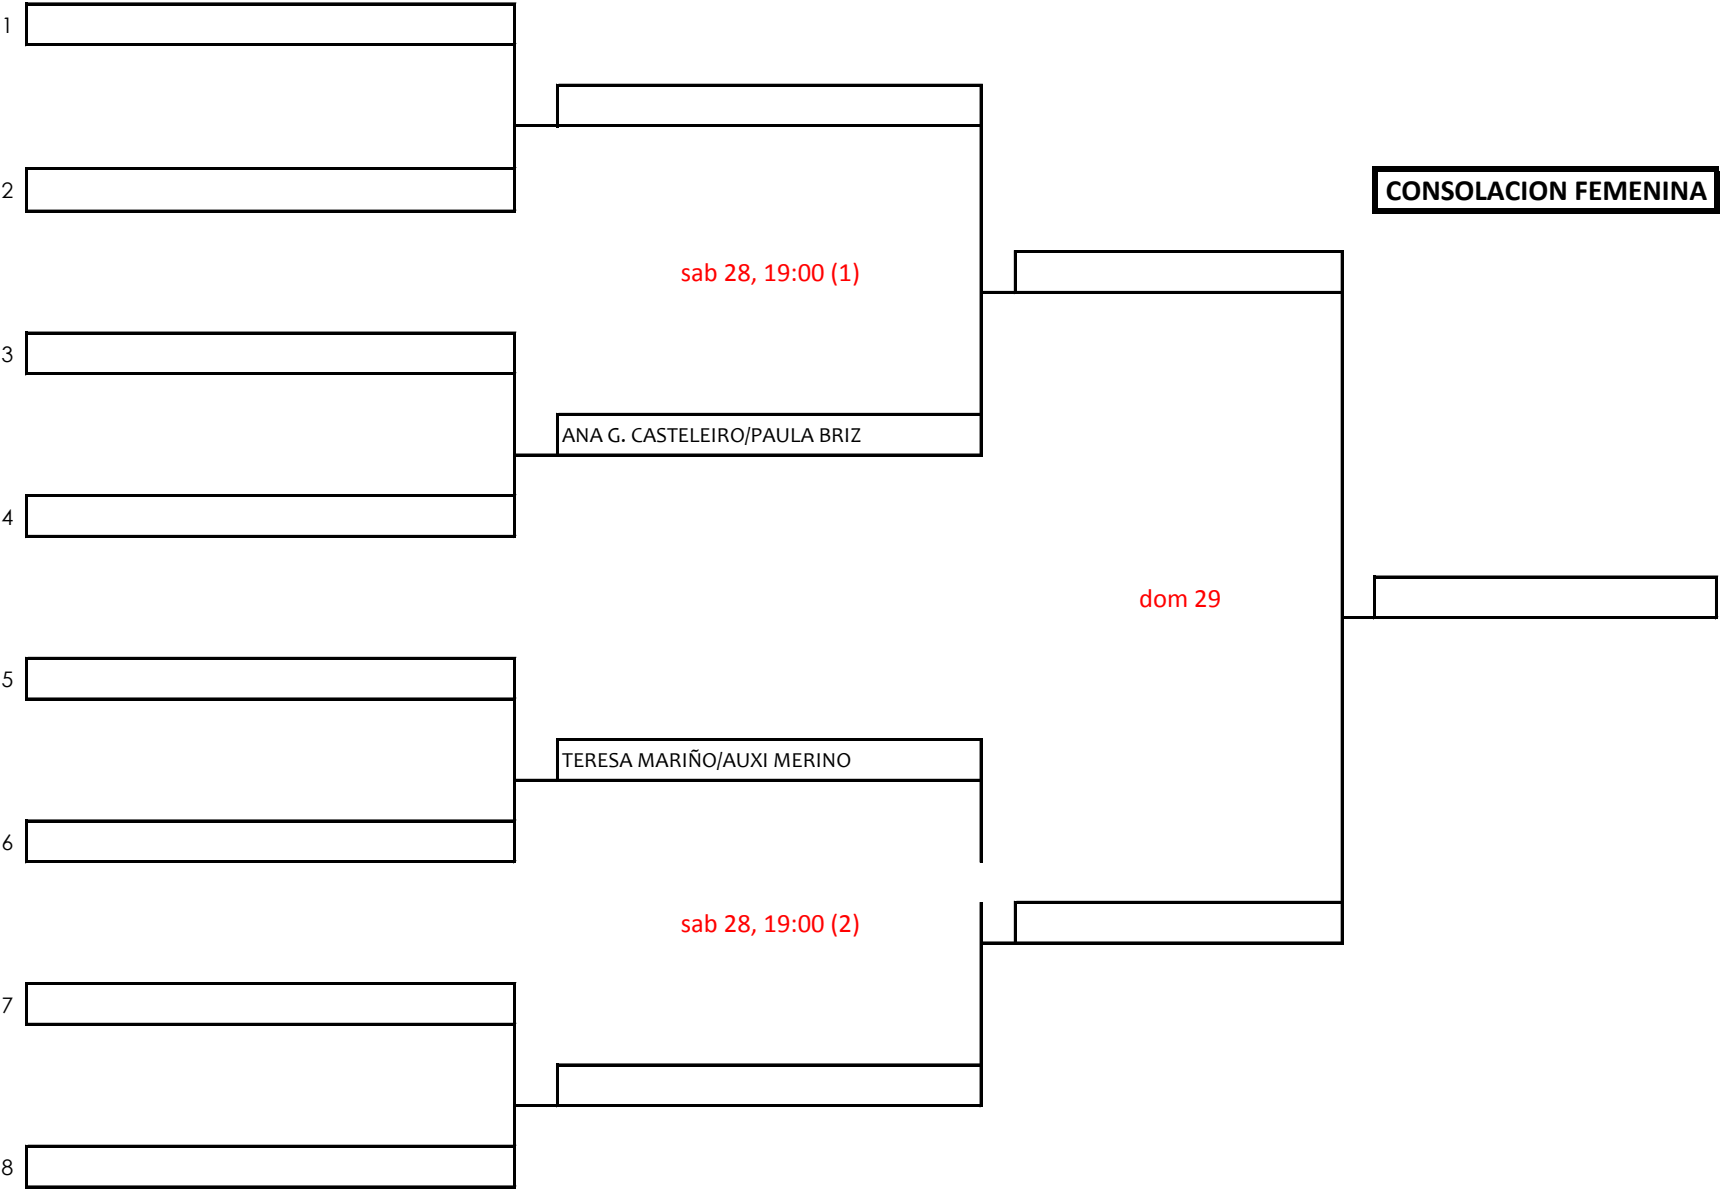 1
2
CONSOLACION FEMENINA
sab 28, 19:00 (1)
3
ANA G. CASTELEIRO/PAULA BRIZ
4
dom 29
5
TERESA MARIÑO/AUXI MERINO
6
sab 28, 19:00 (2)
7
8